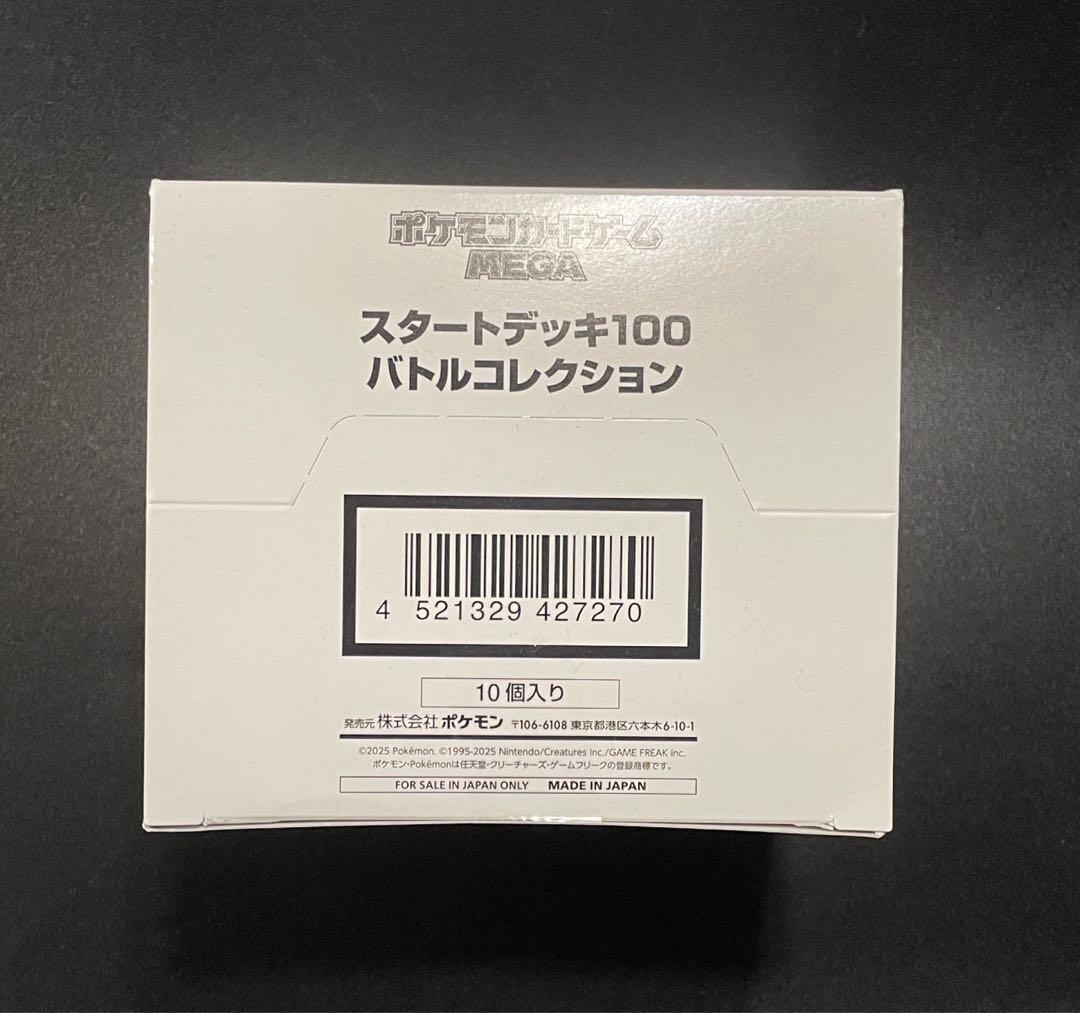 ポケモンカードゲーム
MEGA
スタートデッキ100
バトルコレクション
4 521329 427270
10個入り
発売元 株式会社 ポケモン 〒106-6108 東京都港区六本木6-10-1
©2025 Pokémon. ©1995-2025 Nintendo/Creatures Inc./GAME FREAK inc.
ポケモン・Pokémonは任天堂・クリーチャーズ・ゲームフリークの登録商標です。
FOR SALE IN JAPAN ONLY MADE IN JAPAN